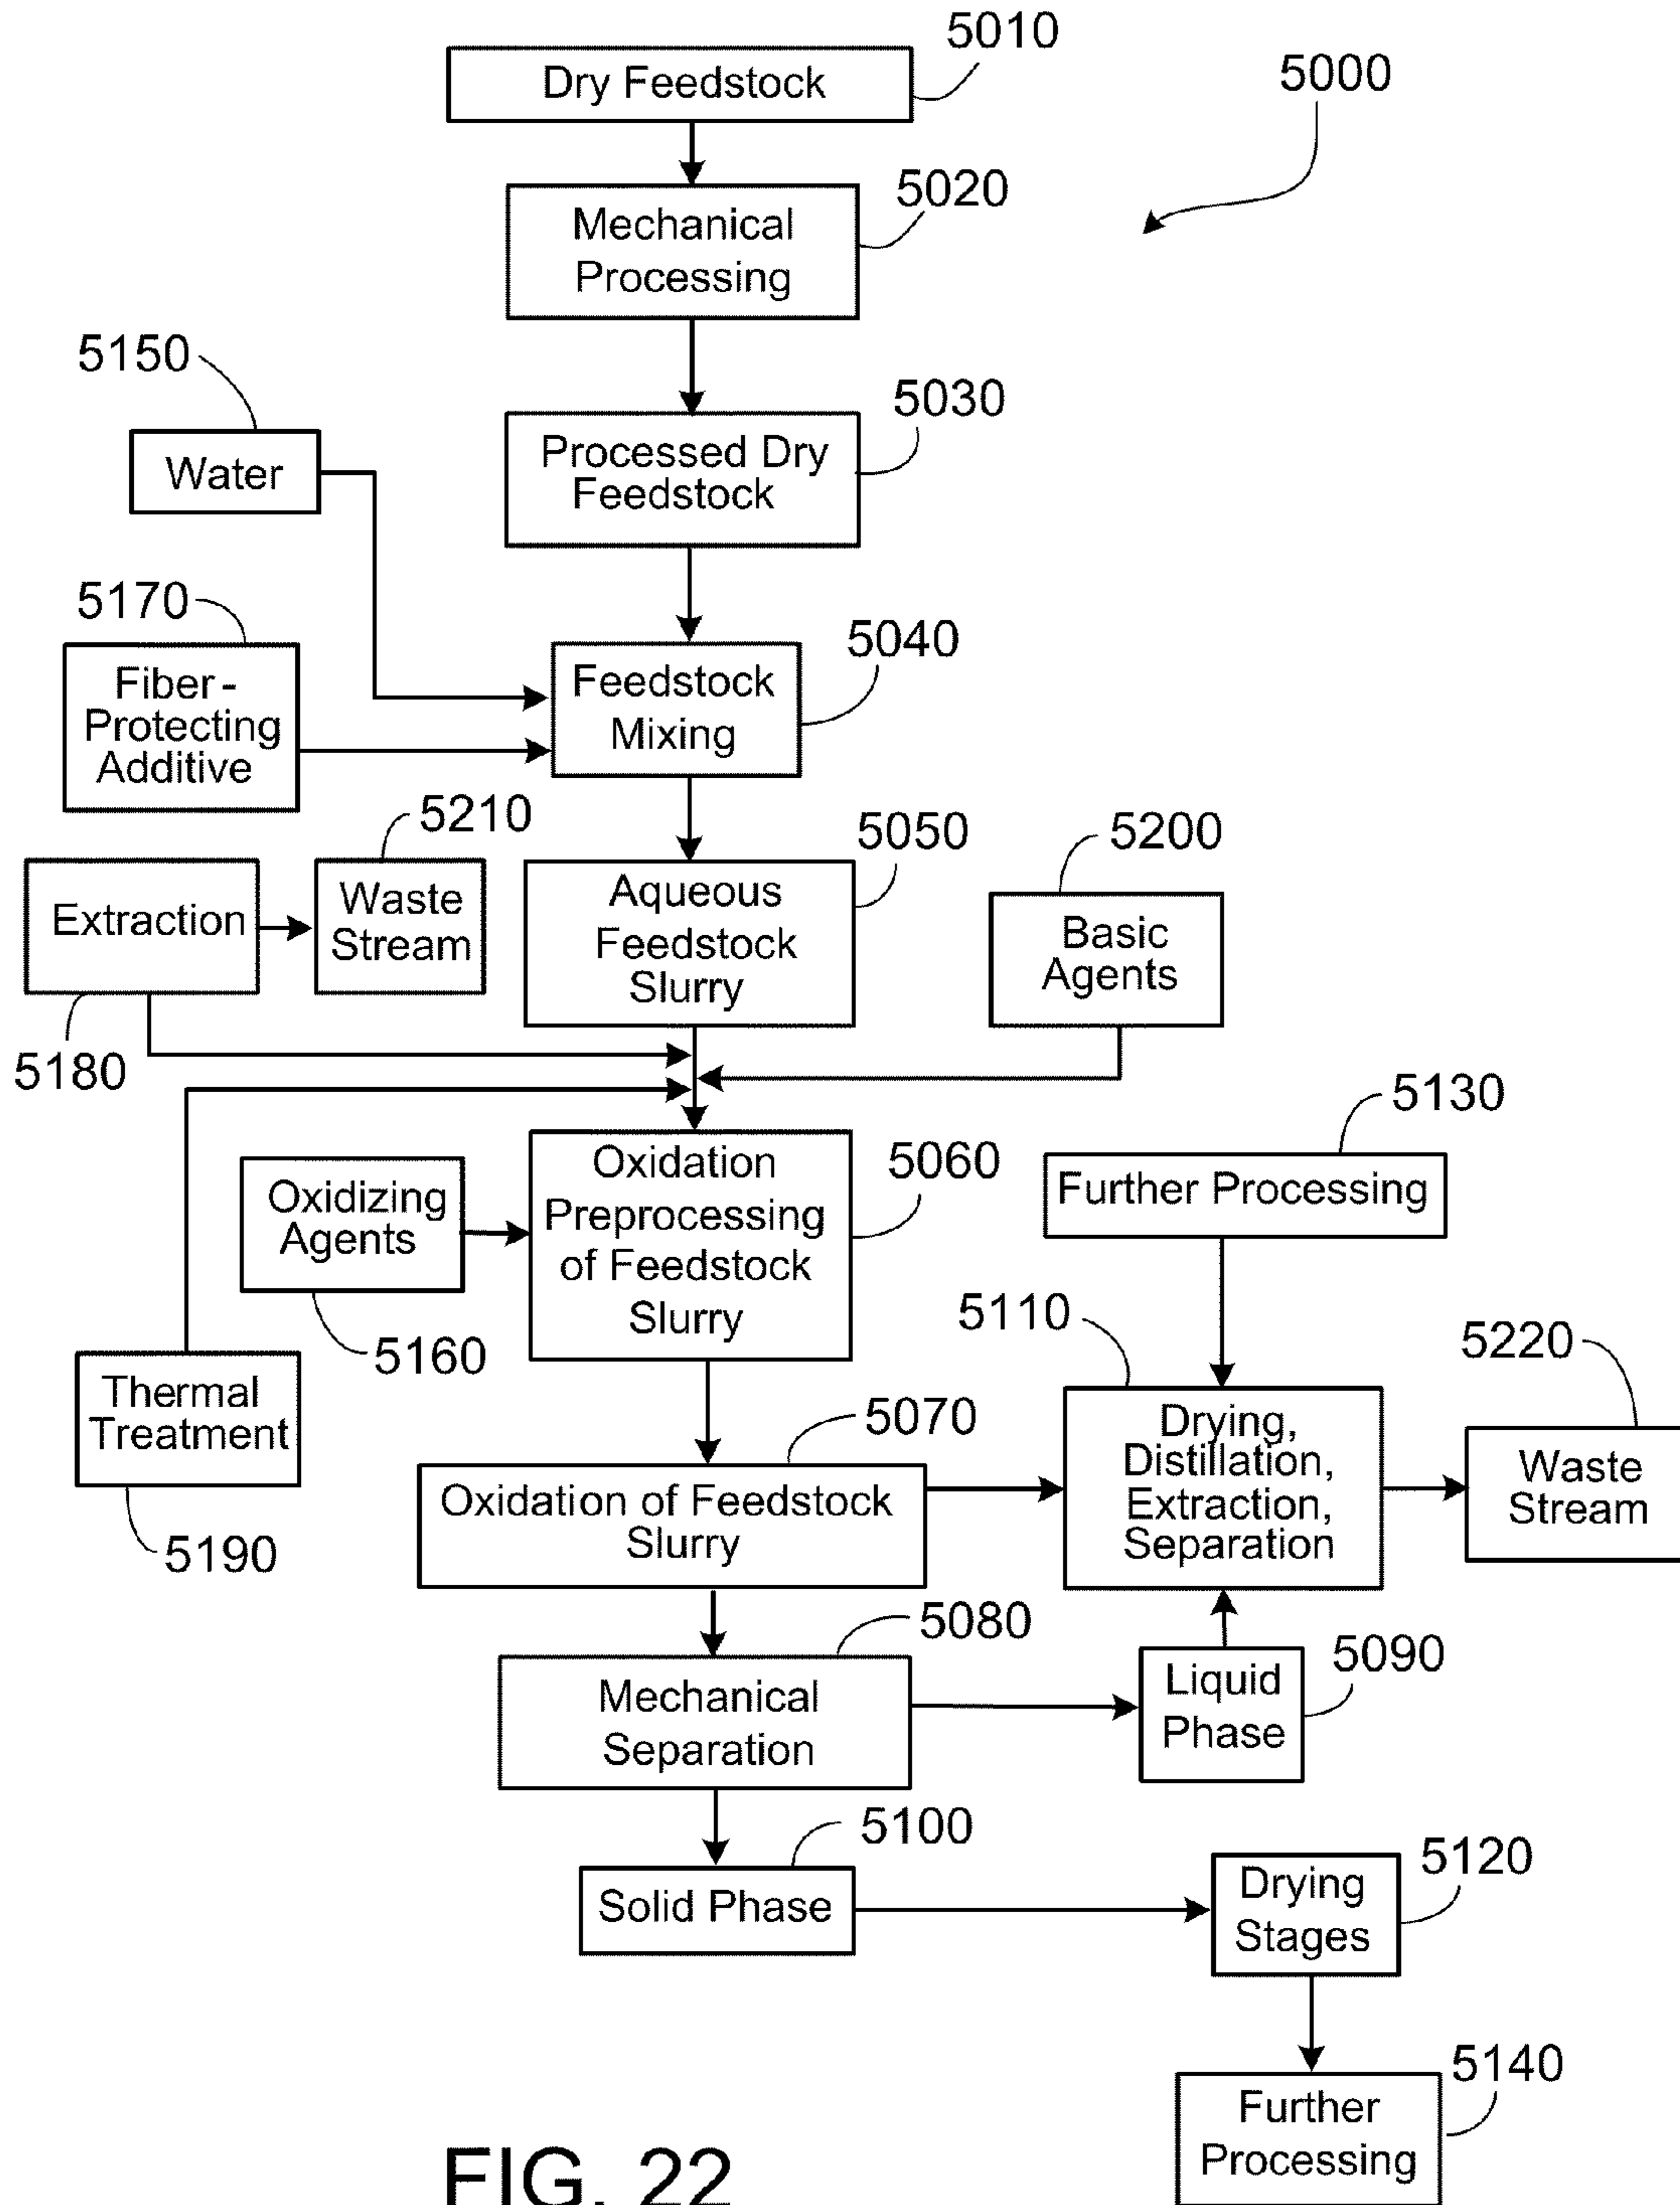 5010
Dry Feedstock
5000
5020
Mechanical
Processing
5150
5030
Water
Processed Dry
Feedstock
5170
5040
Fiber-
Protecting
Additive
Feedstock
Mixing
5210
5050
5200
Extraction
Waste
Stream
Aqueous
Feedstock
Slurry
Basic
Agents
5180
5130
Oxidizing
Agents
Oxidation
Preprocessing
of Feedstock
Slurry
5060
Further Processing
5160
5110
5220
Thermal
Treatment
5070
Drying,
Distillation,
Extraction,
Separation
Waste
Stream
5190
Oxidation of Feedstock
Slurry
5080
5090
Mechanical
Separation
Liquid
Phase
5100
5120
Solid Phase
Drying
Stages
5140
Further
Processing
FIG. 22